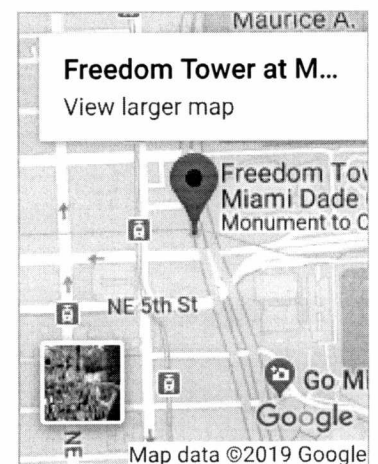 Maurice A.
Freedom Tower at M...
View larger map
Freedom Tov
Miami Dade
Monument to C
NE 5th St
Go MI
Google
NE
Map data ©2019 Google